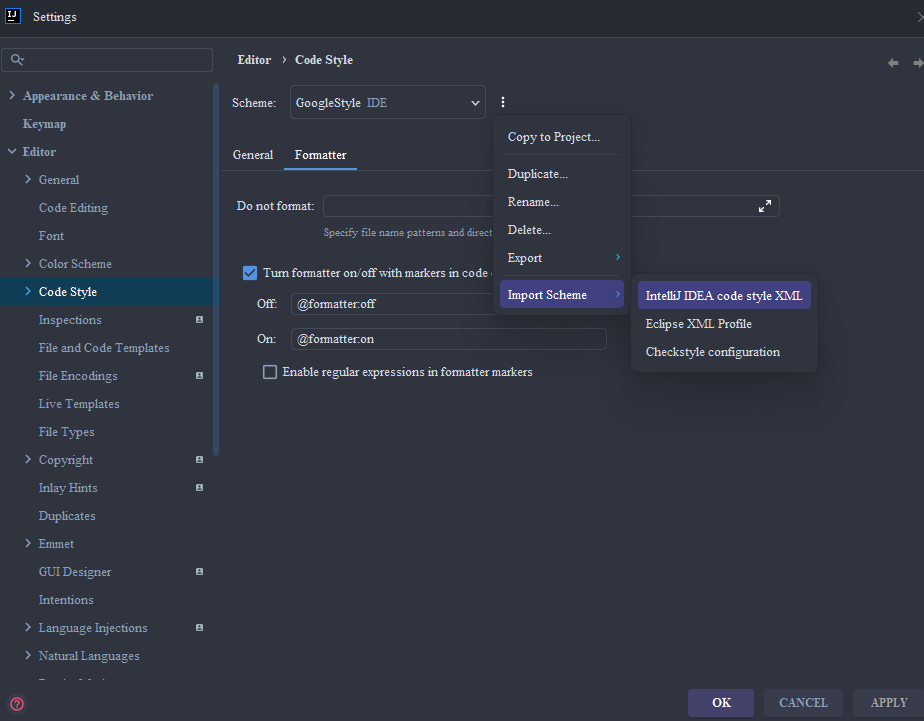 Settings
Editor › Code Style
Scheme: GoogleStyle IDE
General Formatter
Do not format:
Specify file name patterns and direct
Turn formatter on/off with markers in code
Off: @formatter:off
On: @formatter:on
Enable regular expressions in formatter markers
Copy to Project...
Duplicate...
Rename...
Delete...
Export
Import Scheme
IntelliJ IDEA code style XML
Eclipse XML Profile
Checkstyle configuration
Appearance & Behavior
Keymap
Editor
General
Code Editing
Font
Color Scheme
Code Style
Inspections
File and Code Templates
File Encodings
Live Templates
File Types
Copyright
Inlay Hints
Duplicates
Emmet
GUI Designer
Intentions
Language Injections
Natural Languages
OK CANCEL APPLY